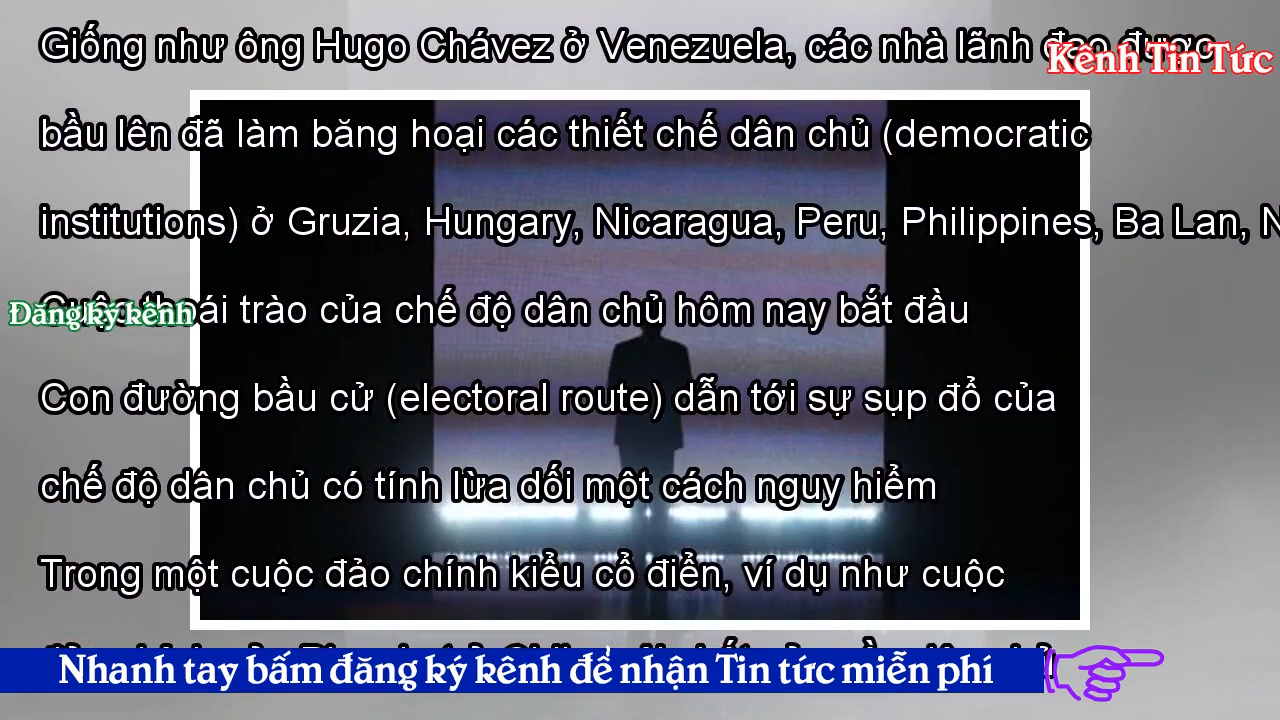 Giống như ông Hugo Chávez ở Venezuela, các nhà lãnh đạo được
Kênh Tin Tức
bầu lên đã làm băng hoại các thiết chế dân chủ (democratic
institutions) ở Gruzia, Hungary, Nicaragua, Peru, Philippines, Ba Lan, N
Đăng ký kênh
trào của chế độ dân chủ hôm nay bắt đầu
Con đường bầu cử (electoral route) dẫn tới sự sụp đổ của
chế độ dân chủ có tính lừa dối một cách nguy hiểm
Trong một cuộc đảo chính kiểu cổ điển, ví dụ như cuộc
Nhanh tay bấm đăng ký kênh để nhận Tin tức miễn phí